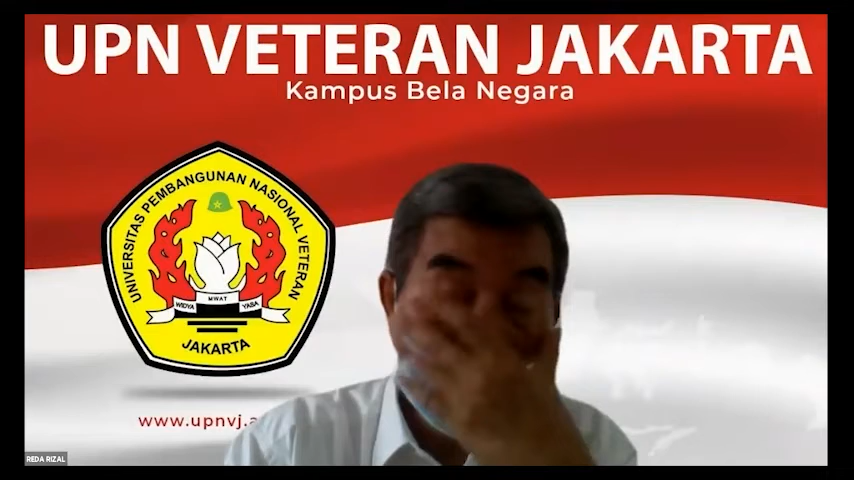 UPN VETERAN JAKARTA
Kampus Bela Negara
UNIVERSITAS PEMBANGUNAN NASIONAL VETERAN
WIDYA MWAT YASA
JAKARTA
www.upnvj.a
REDA RIZAL